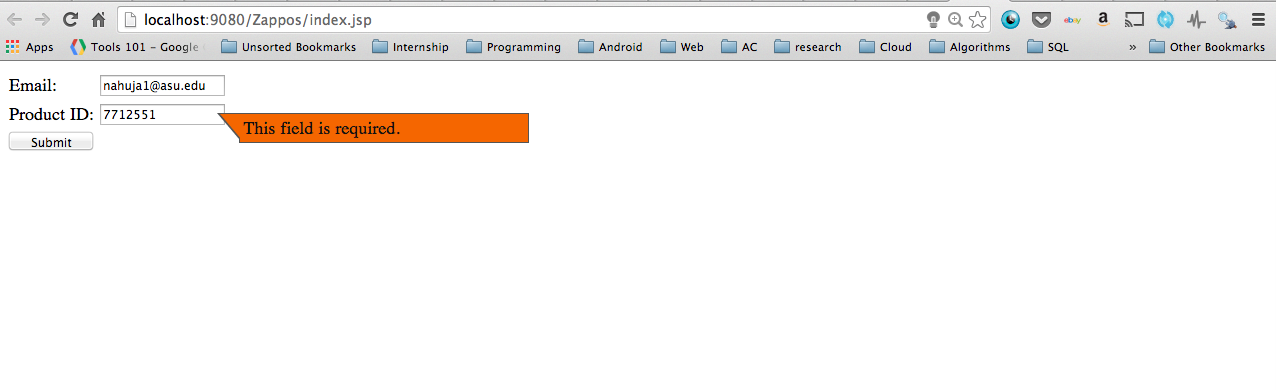 localhost:9080/Zappos/index.jsp
Apps Tools 101 – Google Unsorted Bookmarks Internship Programming Android Web AC research Cloud Algorithms SQL » Other Bookmarks
Email: nahuja1@asu.edu
Product ID: 7712551
This field is required.
Submit